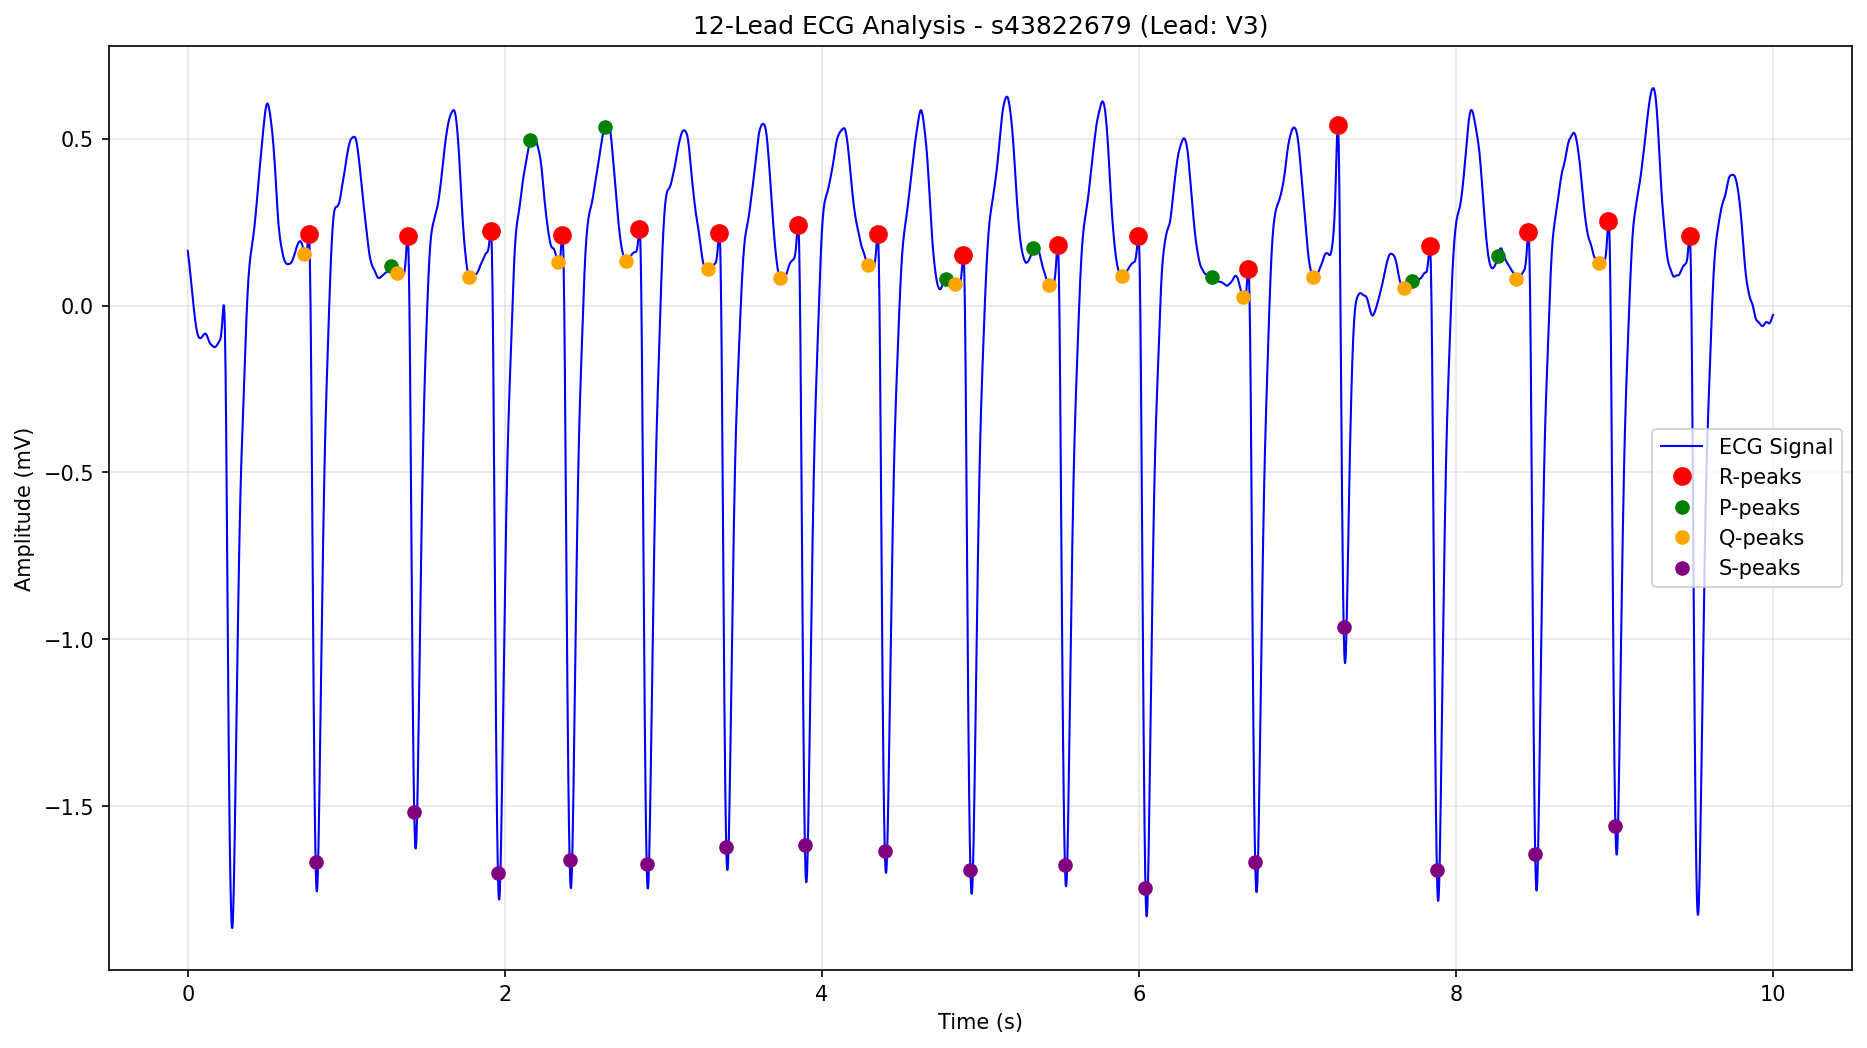 12-Lead ECG Analysis - s43822679 (Lead: V3)
Amplitude (mV)
0.5
0.0
−0.5
−1.0
−1.5
ECG Signal
R-peaks
P-peaks
Q-peaks
S-peaks
0 2 4 6 8 10
Time (s)